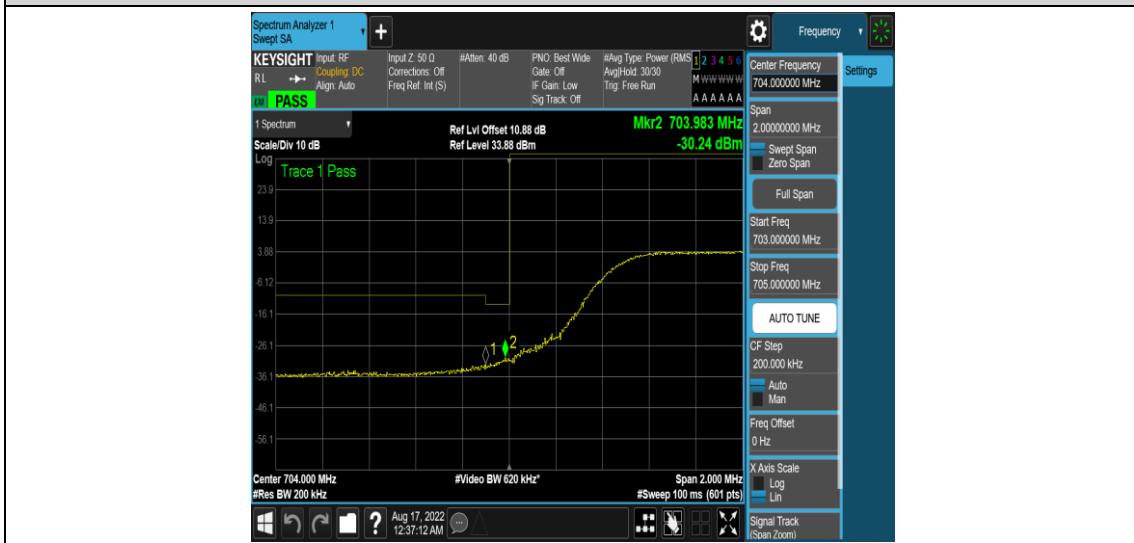 Spectrum Analyzer 1
Swept SA
+
Frequency
KEYSIGHT
RL
LXI
PASS
Input: RF
Coupling: DC
Align: Auto
Input Z: 50 Ω
Corrections: Off
Freq Ref: Int (S)
#Atten: 40 dB
PNO: Best Wide
Gate: Off
IF Gain: Low
Sig Track: Off
#Avg Type: Power (RMS
Avg|Hold: 30/30
Trig: Free Run
1 2 3 4 5 6
M W W W W W
A A A A A A
1 Spectrum
Scale/Div 10 dB
Ref Lvl Offset 10.88 dB
Ref Level 33.88 dBm
Mkr2 703.983 MHz
-30.24 dBm
Log
Trace 1 Pass
23.9
13.9
3.88
-6.12
-16.1
-26.1
-36.1
-46.1
-56.1
1
2
Center 704.000 MHz
#Video BW 620 kHz*
Span 2.000 MHz
#Res BW 200 kHz
#Sweep 100 ms (601 pts)
?
Aug 17, 2022
12:37:12 AM
Center Frequency
704.000000 MHz
Settings
Span
2.00000000 MHz
Swept Span
Zero Span
Full Span
Start Freq
703.000000 MHz
Stop Freq
705.000000 MHz
AUTO TUNE
CF Step
200.000 kHz
Auto
Man
Freq Offset
0 Hz
X Axis Scale
Log
Lin
Signal Track
(Span Zoom)